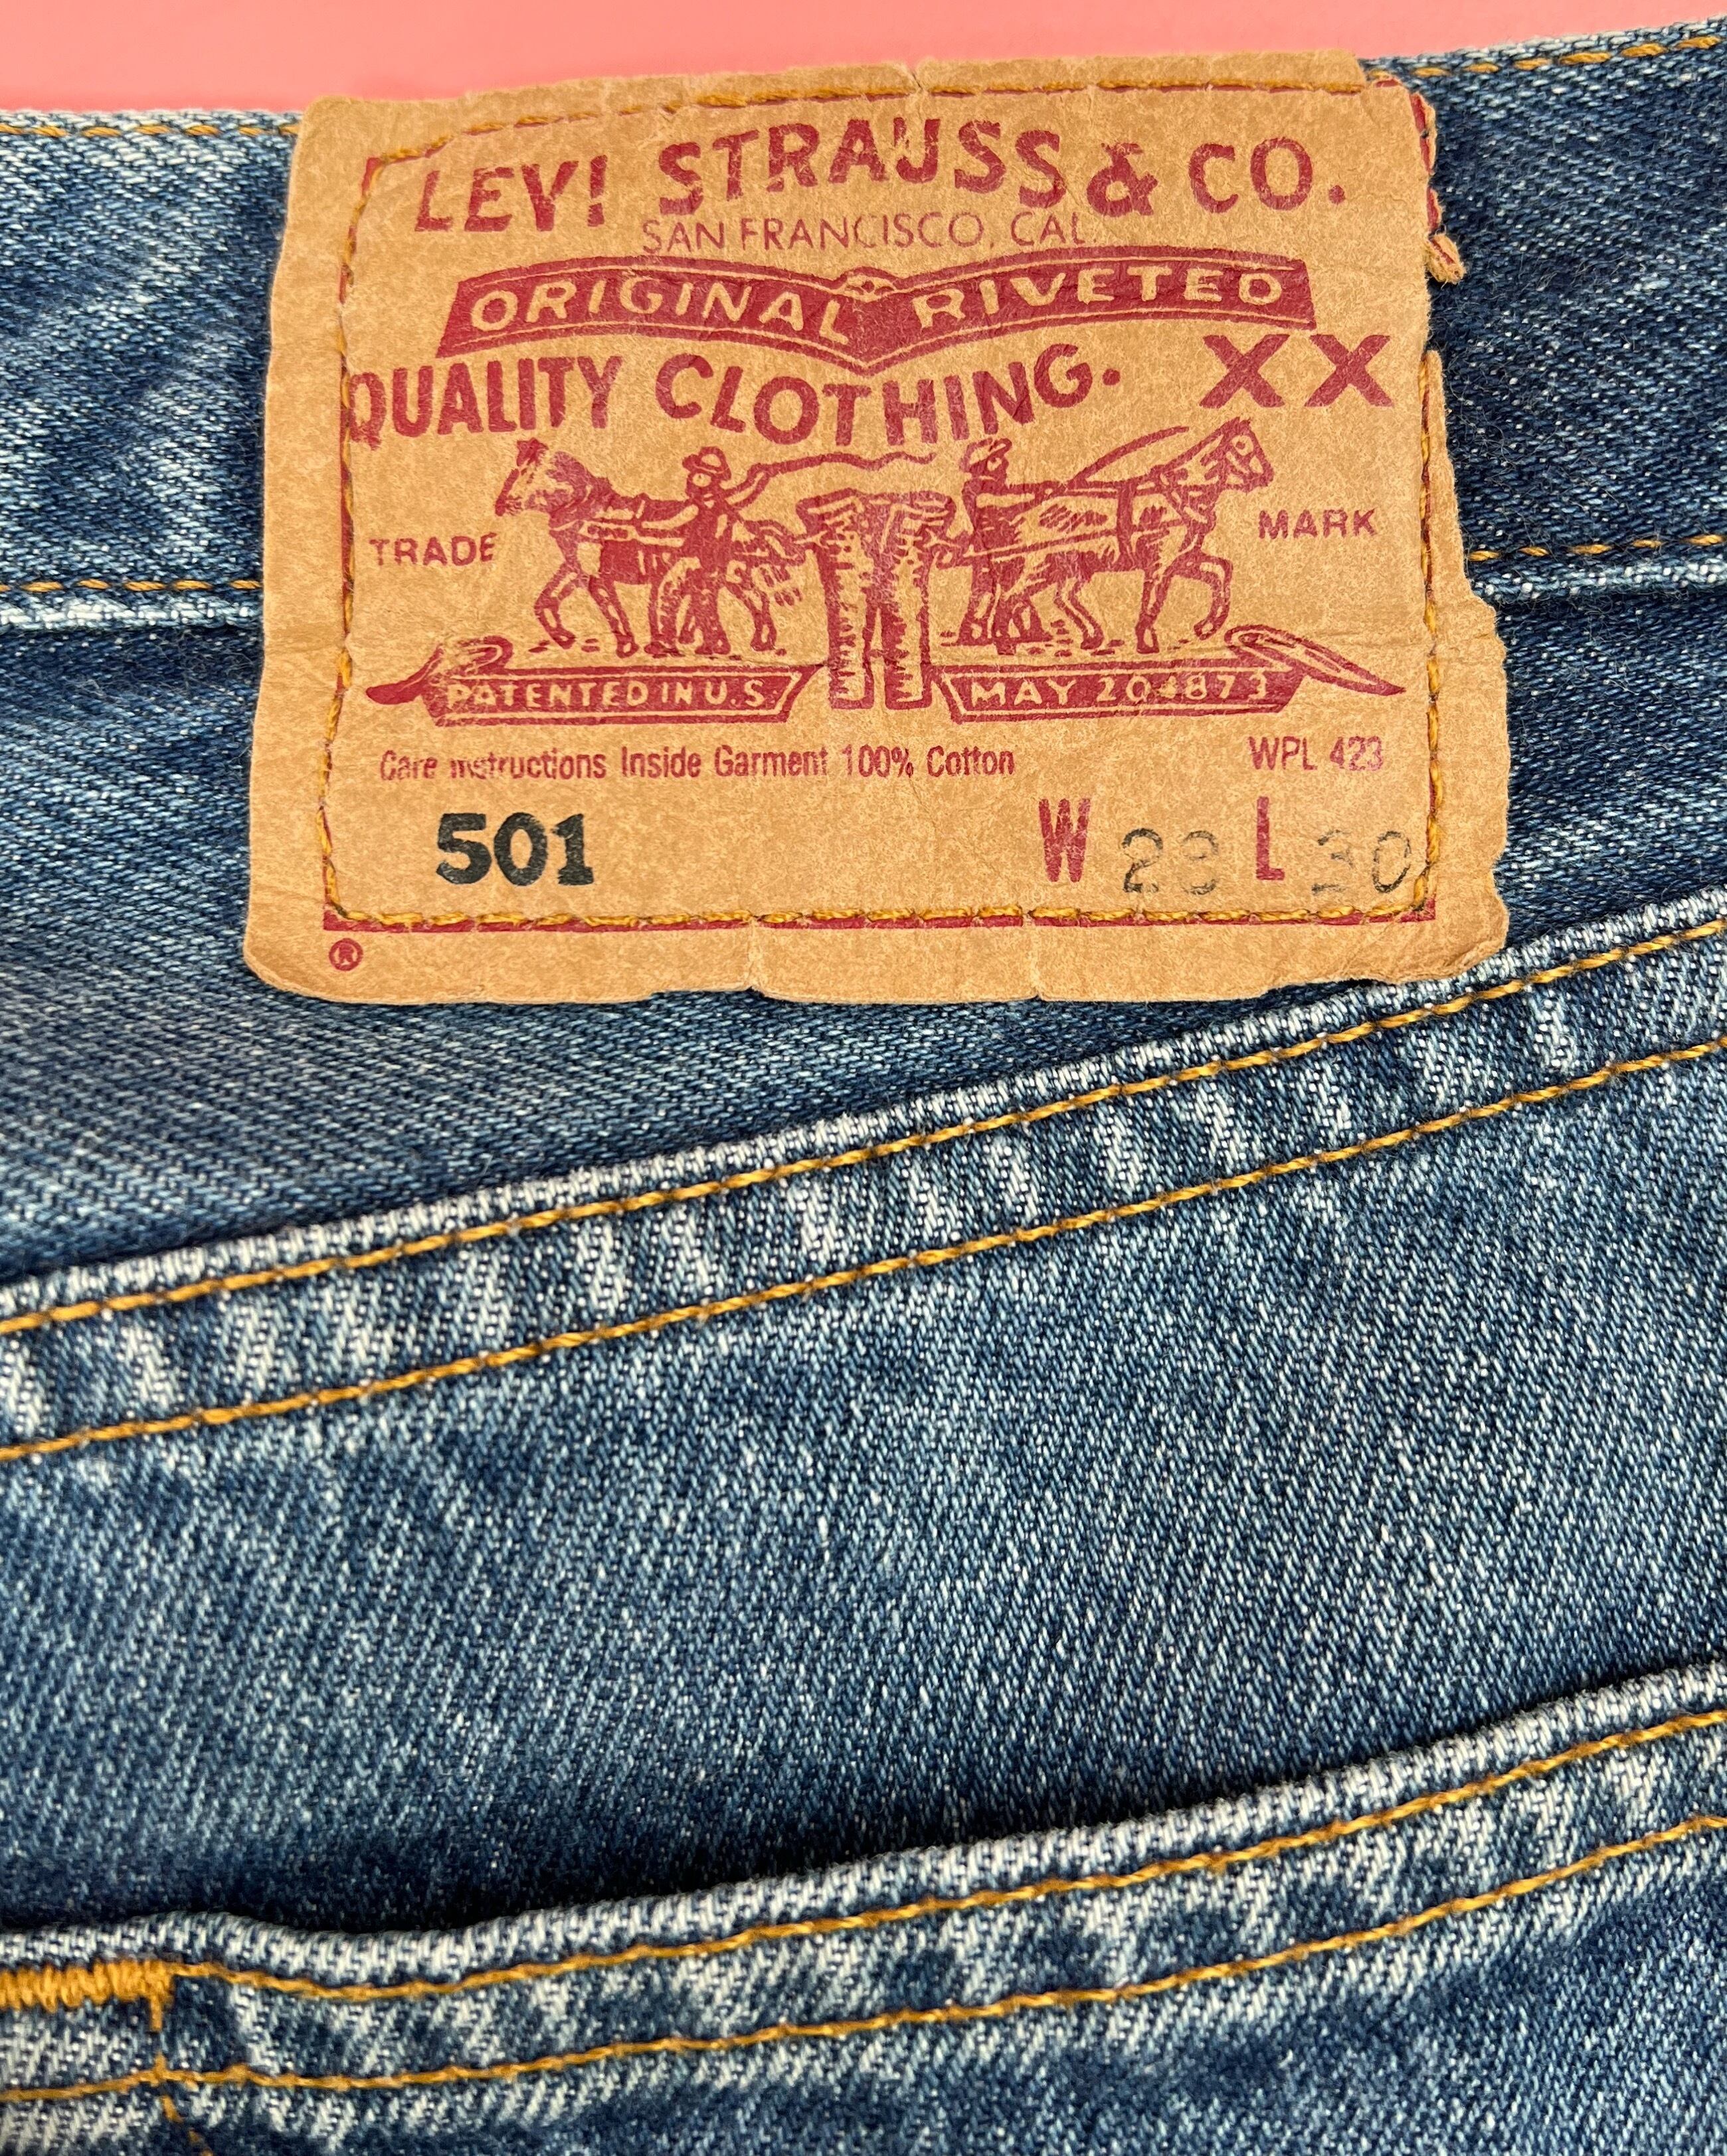 LEVI STRAUSS & CO.
SAN FRANCISCO, CAL
ORIGINAL RIVETED
QUALITY CLOTHING. XX
TRADE MARK
PATENTED IN U.S. MAY 20 1873
Care Instructions Inside Garment 100% Cotton WPL 423
501 W L 30
®